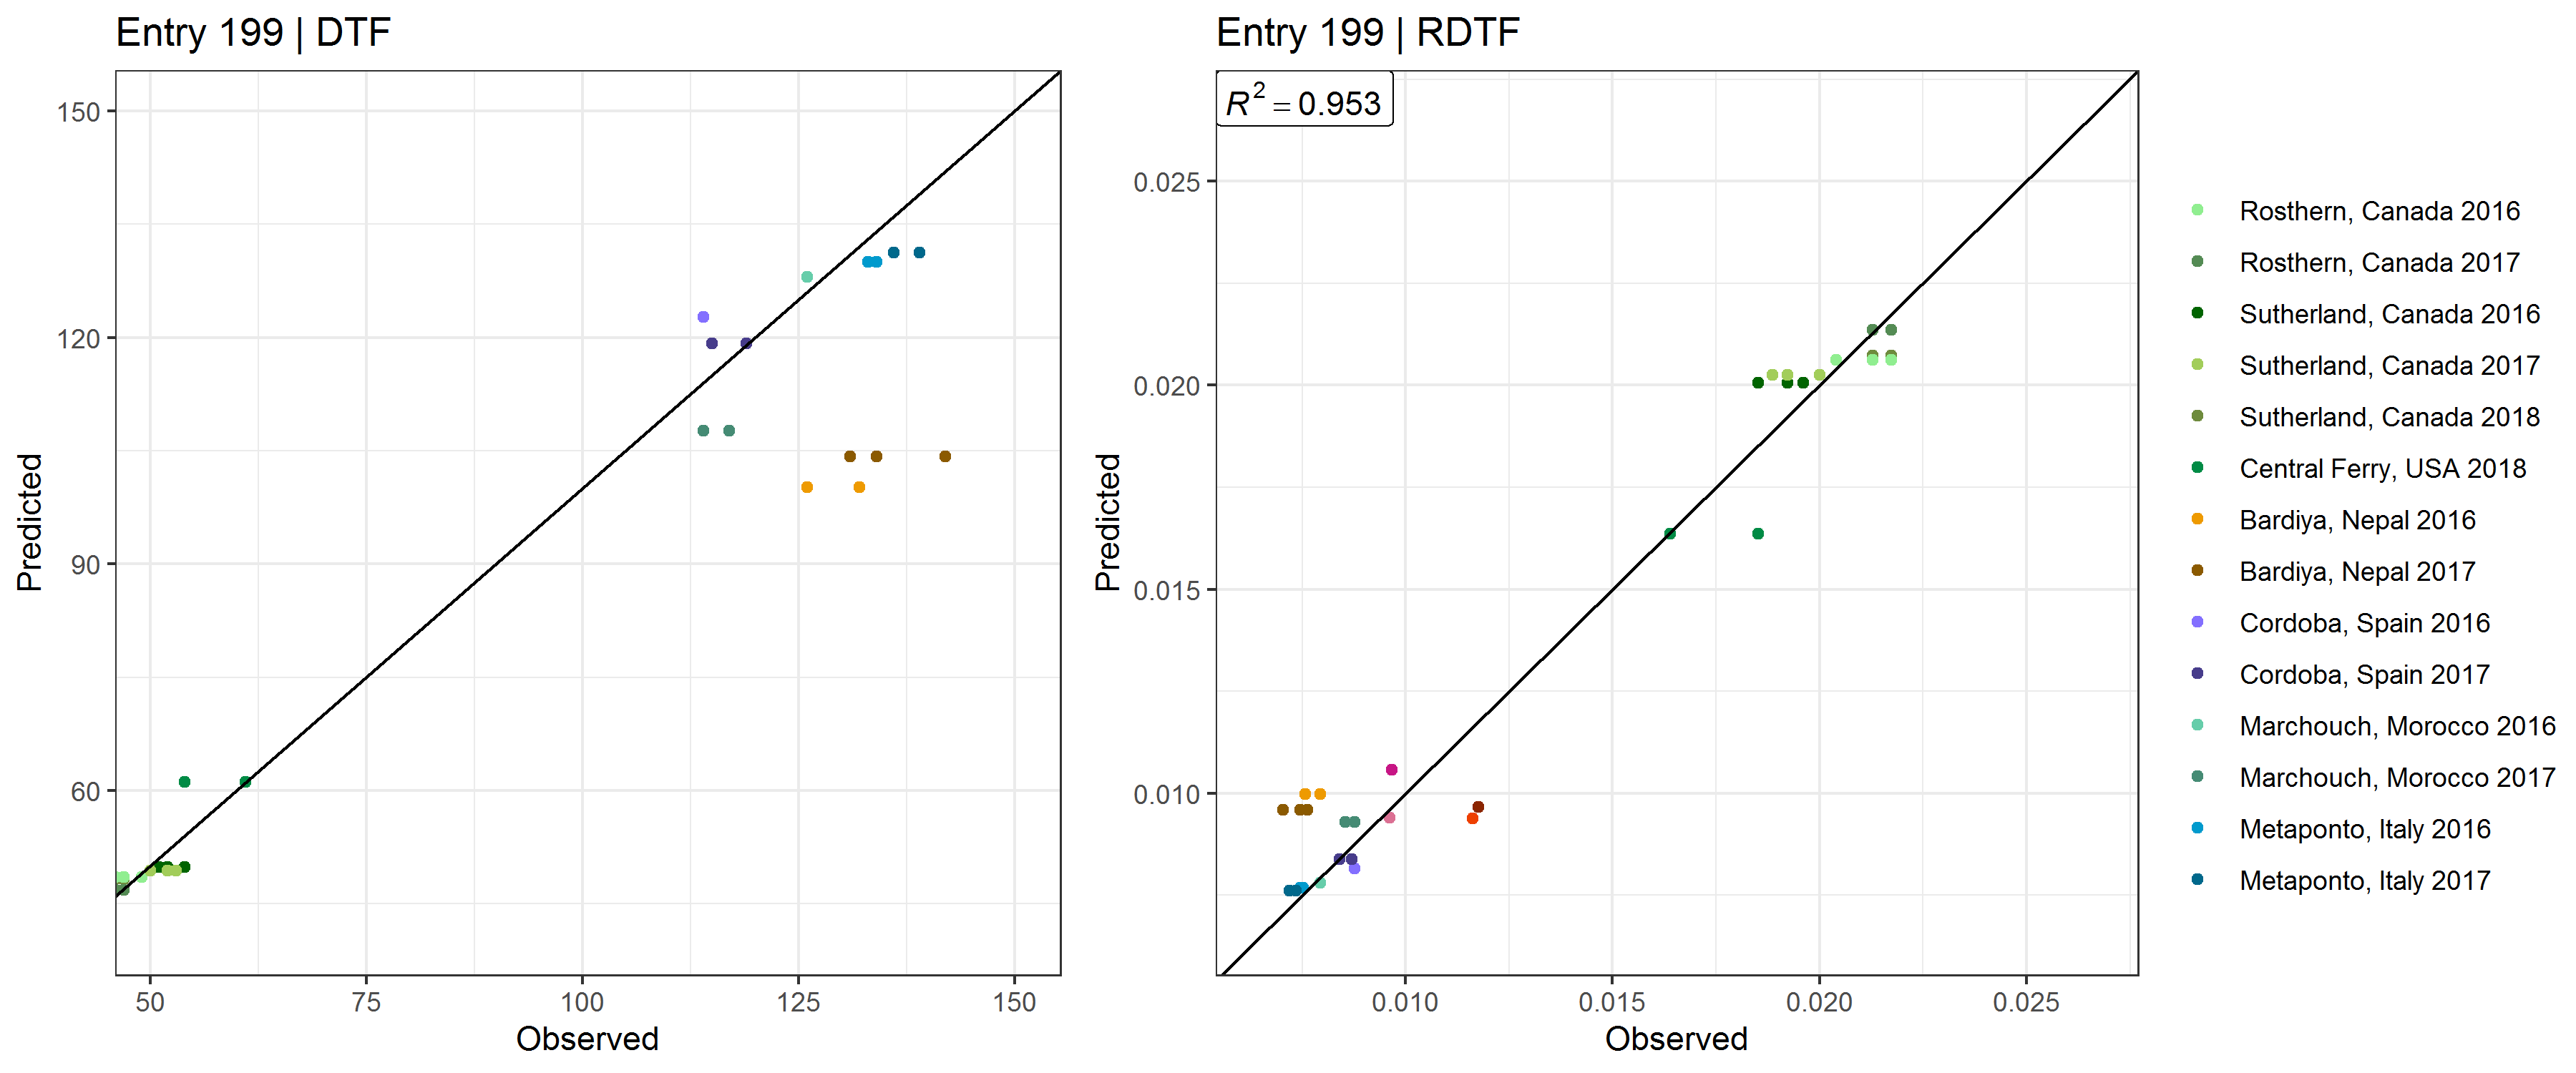 Entry 199 | DTF
Predicted
150
120
90
60
50
75
100
125
150
Observed
Entry 199 | RDTF
R² = 0.953
Predicted
0.025
0.020
0.015
0.010
0.010
0.015
0.020
0.025
Observed
Rosthern, Canada 2016
Rosthern, Canada 2017
Sutherland, Canada 2016
Sutherland, Canada 2017
Sutherland, Canada 2018
Central Ferry, USA 2018
Bardiya, Nepal 2016
Bardiya, Nepal 2017
Cordoba, Spain 2016
Cordoba, Spain 2017
Marchouch, Morocco 2016
Marchouch, Morocco 2017
Metaponto, Italy 2016
Metaponto, Italy 2017